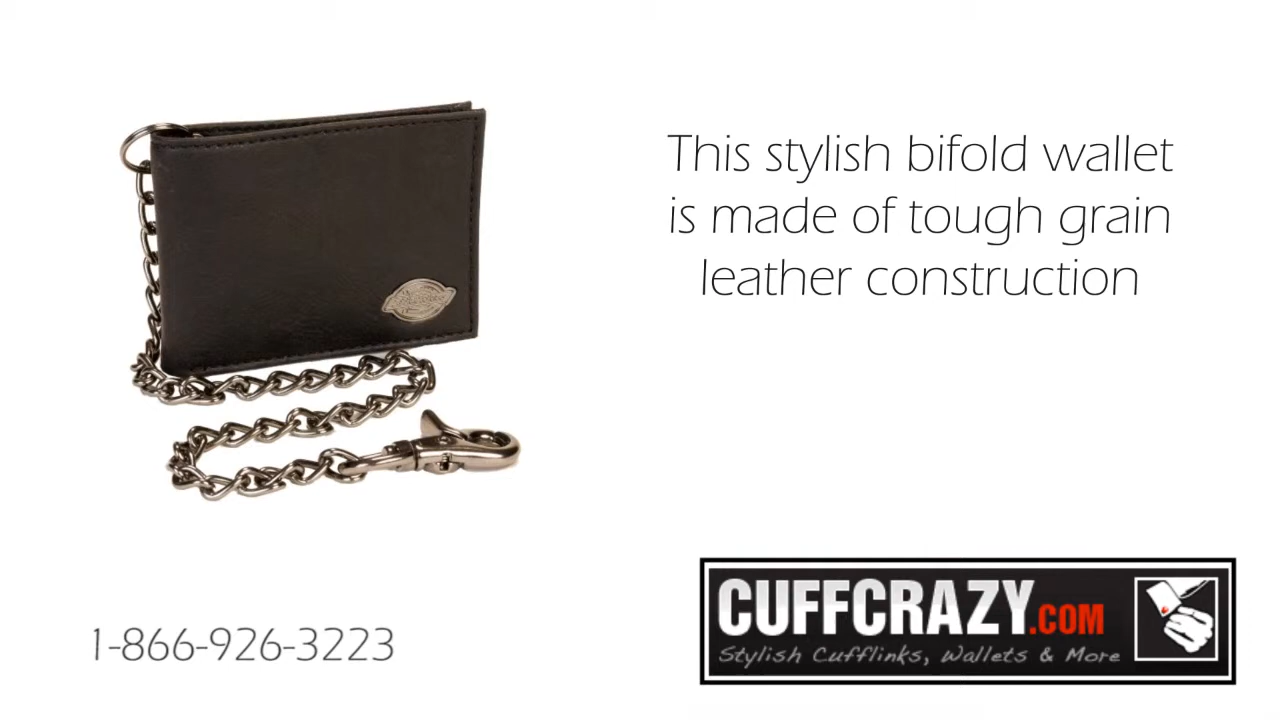 This stylish bifold wallet
is made of tough grain
leather construction
1-866-926-3223
CUFFCRAZY.COM
Stylish Cufflinks, Wallets & More